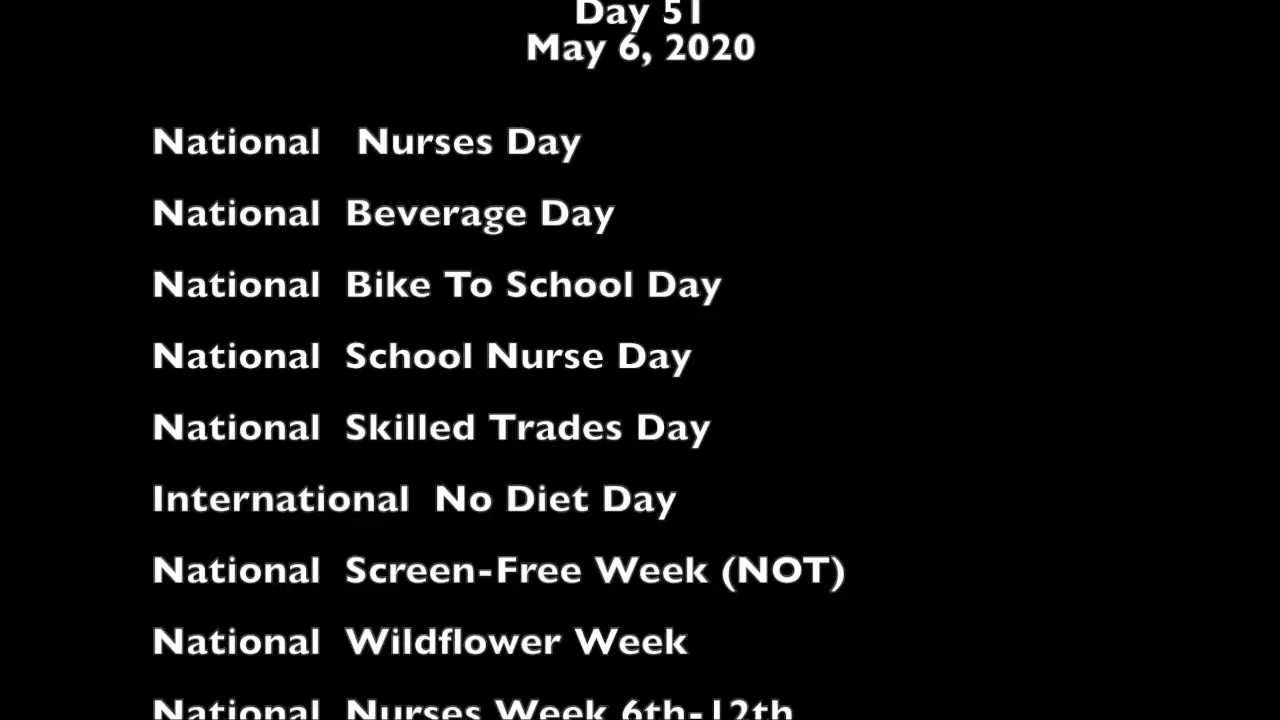 Day 51
May 6, 2020
National Nurses Day
National Beverage Day
National Bike To School Day
National School Nurse Day
National Skilled Trades Day
International No Diet Day
National Screen-Free Week (NOT)
National Wildflower Week
National Nurses Week 6th-12th